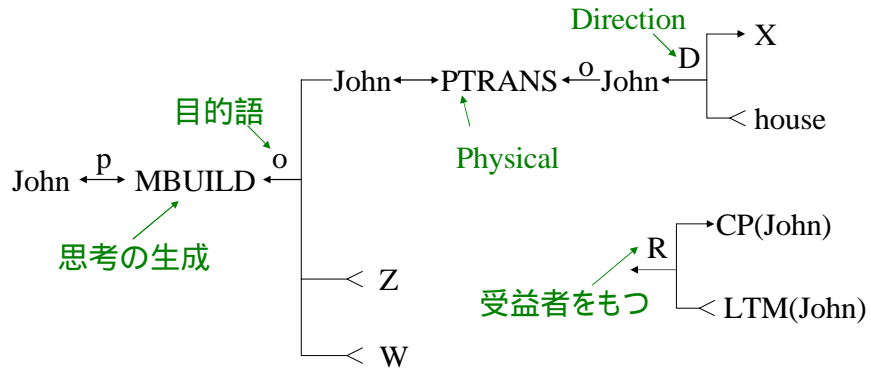 Direction
D
X
John
PTRANS
o
John
house
目的語
Physical
John
p
MBUILD
o
思考の生成
R
CP(John)
受益者をもつ
LTM(John)
Z
W